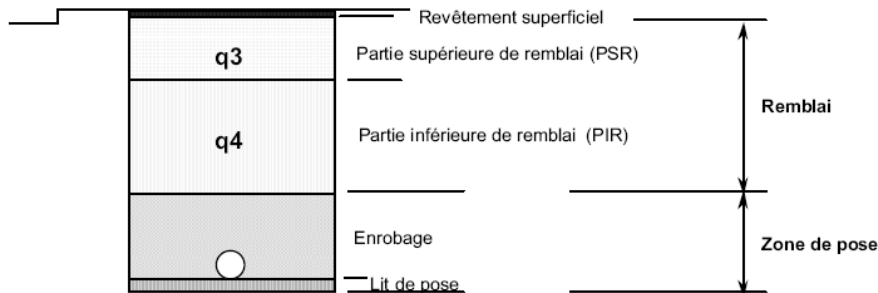 Revêtement superficiel
q3
Partie supérieure de remblai (PSR)
Remblai
q4
Partie inférieure de remblai (PIR)
Enrobage
Zone de pose
Lit de pose